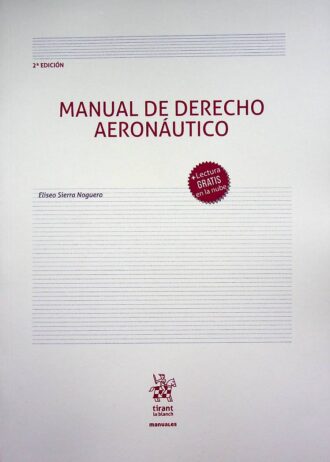 2ª EDICIÓN
MANUAL DE DERECHO
AERONÁUTICO
Eliseo Sierra Noguero
+Lectura
GRATIS
en la nube
tirant
lo blanch
manuales